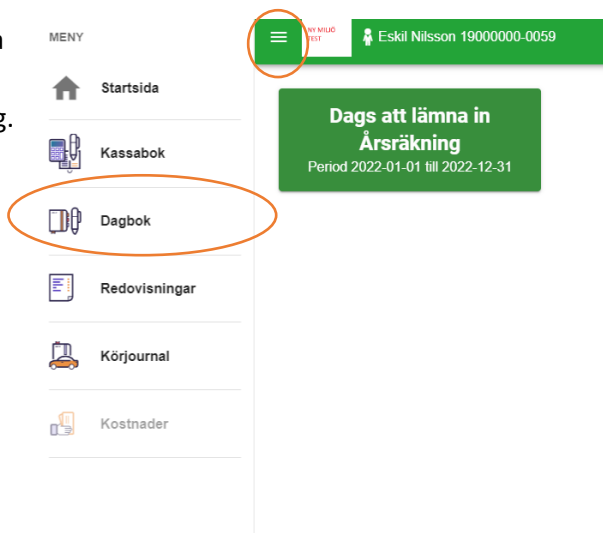 MENY
Startsida
Kassabok
Dagbok
Redovisningar
Körjournal
Kostnader
g.
NY MILJÖ
TEST
Eskil Nilsson 19000000-0059
Dags att lämna in
Årsräkning
Period 2022-01-01 till 2022-12-31